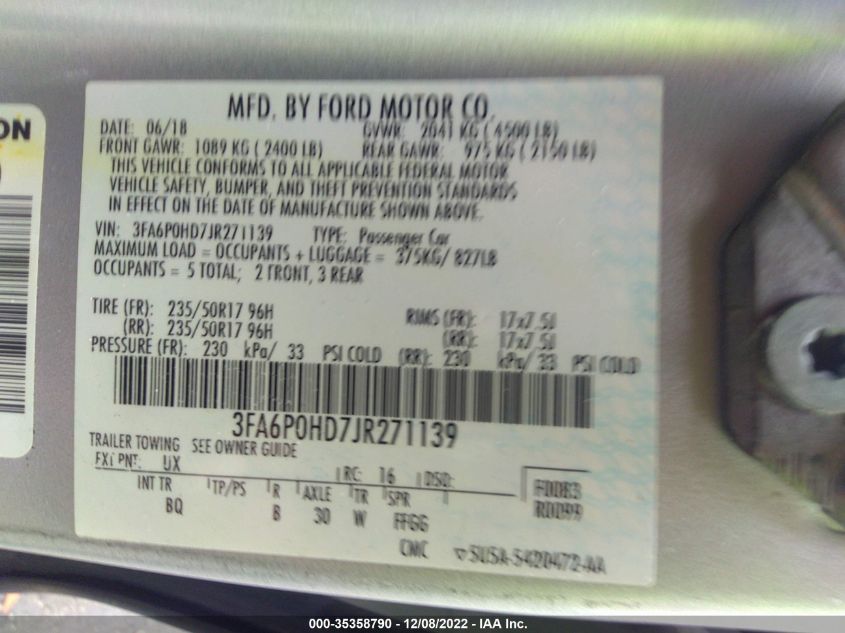 ON
MFD. BY FORD MOTOR CO.
DATE: 06/18 GVWR: 2041 KG ( 4500 LB)
FRONT GAWR: 1089 KG ( 2400 LB) REAR GAWR: 975 KG ( 2150 LB)
THIS VEHICLE CONFORMS TO ALL APPLICABLE FEDERAL MOTOR
VEHICLE SAFETY, BUMPER, AND THEFT PREVENTION STANDARDS
IN EFFECT ON THE DATE OF MANUFACTURE SHOWN ABOVE.
VIN: 3FA6P0HD7JR271139 TYPE: Passenger Car
MAXIMUM LOAD = OCCUPANTS + LUGGAGE = 375KG/ 827LB
OCCUPANTS = 5 TOTAL; 2 FRONT, 3 REAR
TIRE (FR): 235/50R17 96H RIMS (FR): 17x7.5J
(RR): 235/50R17 96H (RR): 17x7.5J
PRESSURE (FR): 230 kPa/ 33 PSI COLD (RR): 230 kPa/ 33 PSI COLD
3FA6P0HD7JR271139
TRAILER TOWING SEE OWNER GUIDE
EXT PNT: UX RC: 16 DSO:
INT TR TP/PS R AXLE TR SPR
BQ B 30 W FFGG
CMC 5U5A-5420472-AA
000-35358790 - 12/08/2022 - IAA Inc.